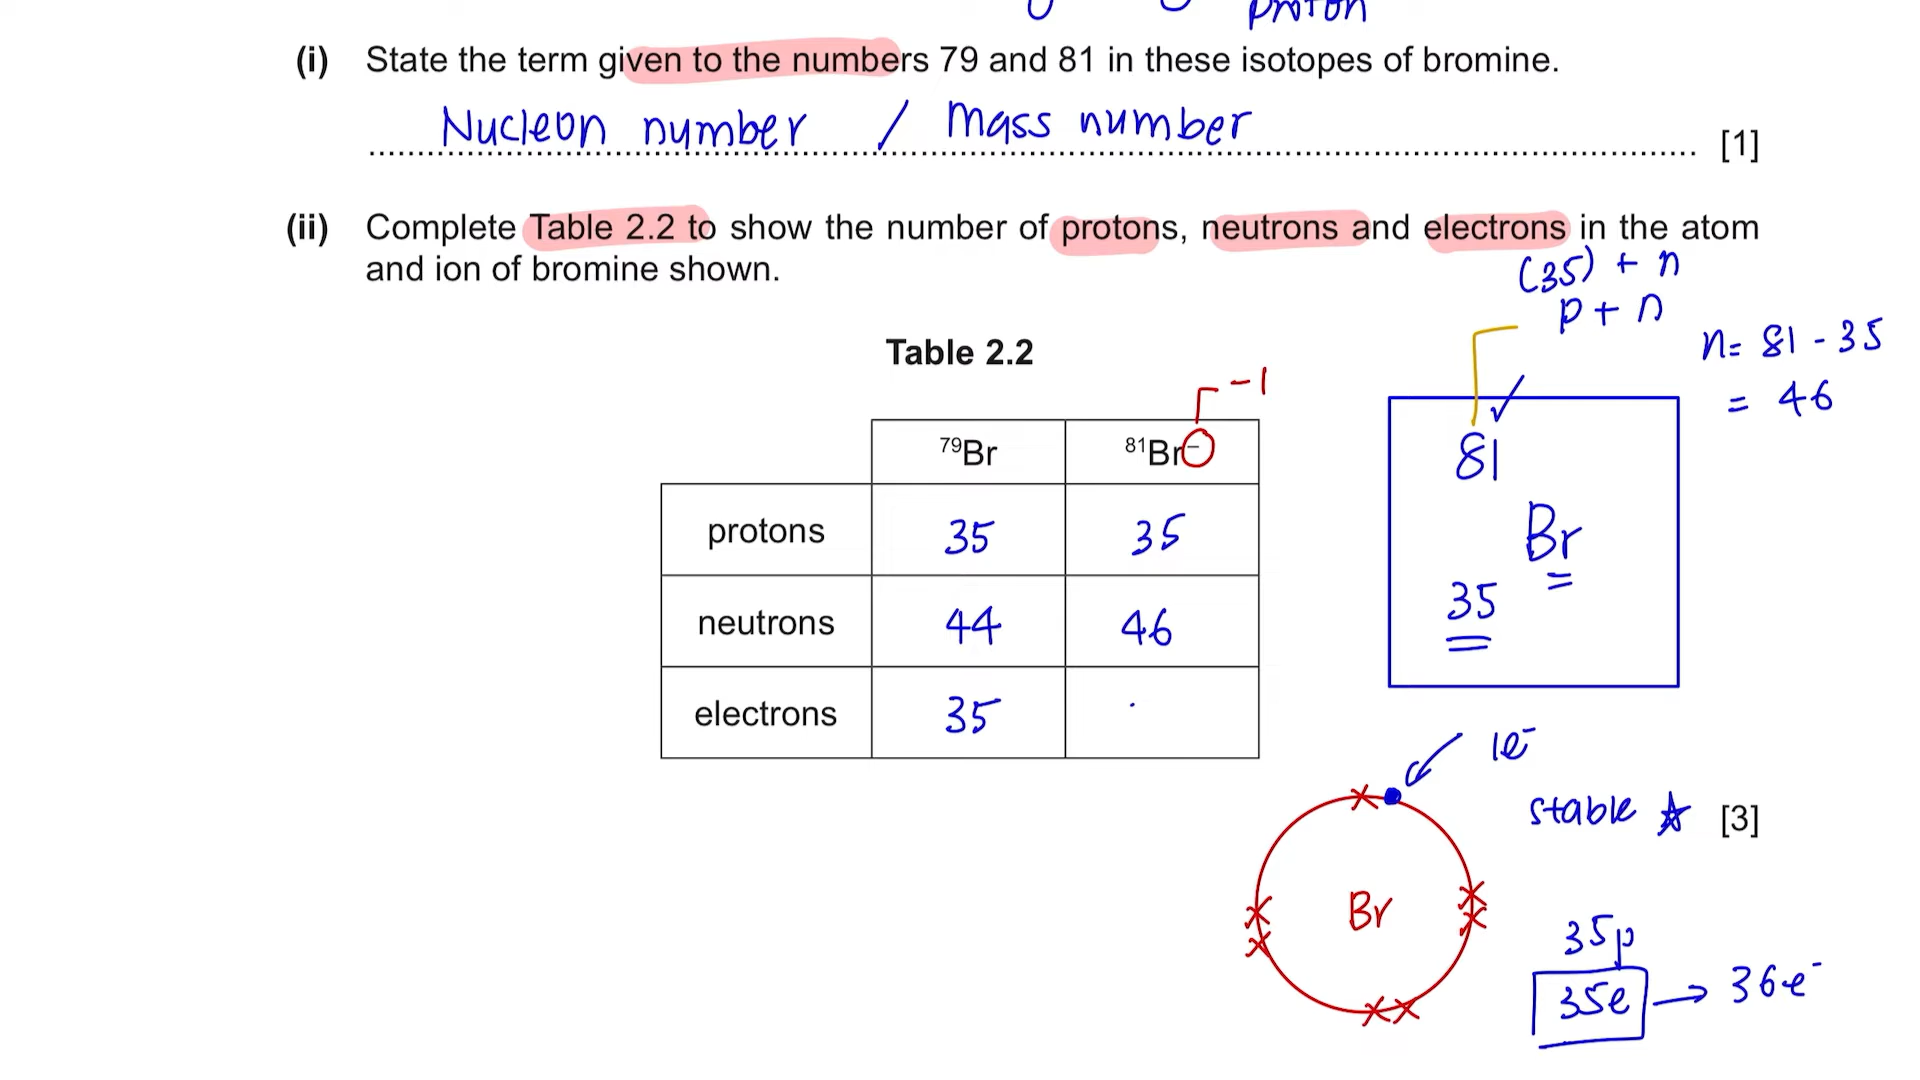 proton
(i) State the term given to the numbers 79 and 81 in these isotopes of bromine.
Nucleon number / Mass number
[1]
(ii) Complete Table 2.2 to show the number of protons, neutrons and electrons in the atom
and ion of bromine shown.
(35) + n
p + n
n= 81 - 35
= 46
Table 2.2
-1
⁷⁹Br ⁸¹Br⁻
protons 35 35
neutrons 44 46
electrons 35
81
Br
35
1e⁻
stable
[3]
Br
35p
35e → 36e⁻